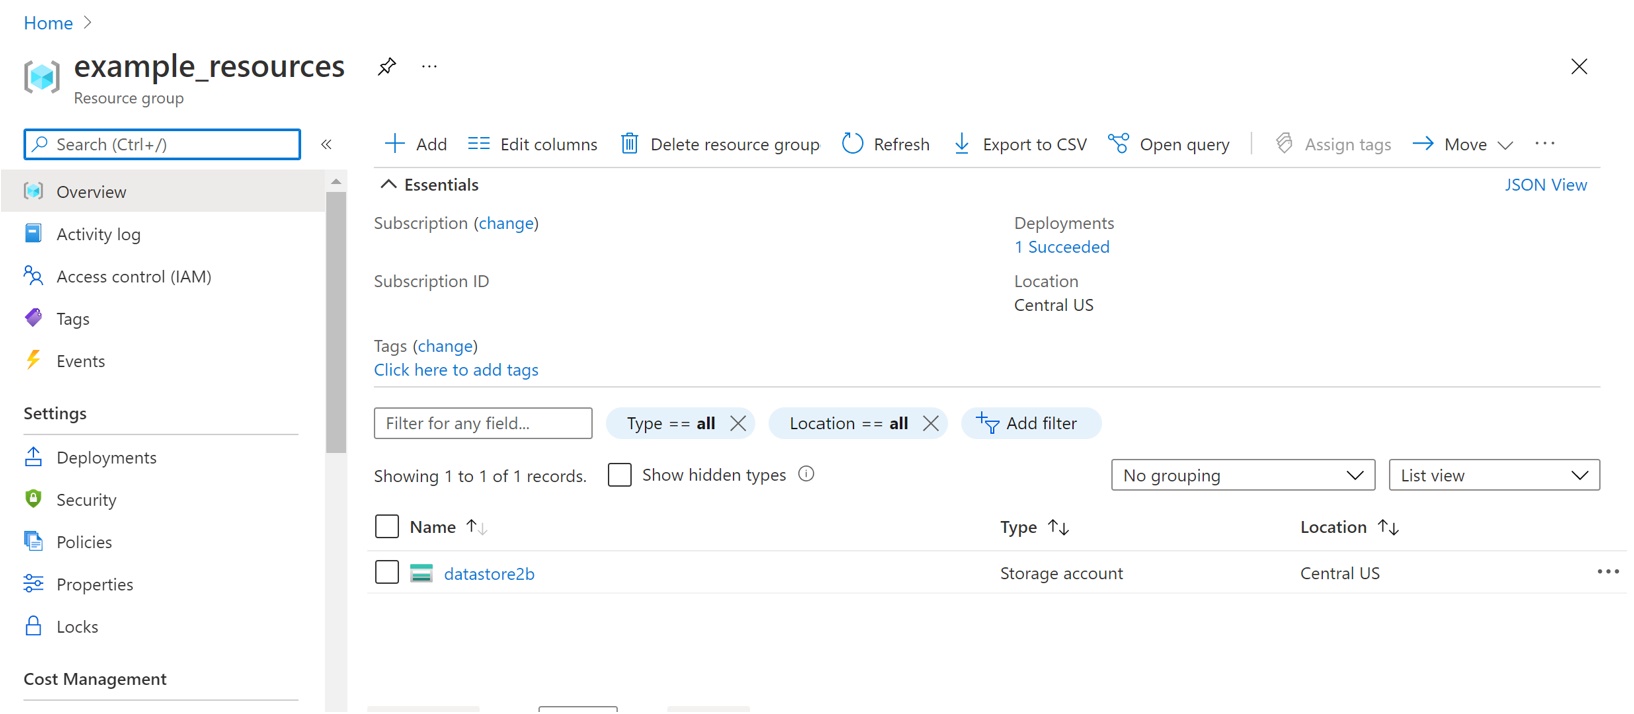 Home
example_resources
Resource group
Search (Ctrl+/)
Add Edit columns Delete resource group Refresh Export to CSV Open query Assign tags Move
Overview
Activity log
Access control (IAM)
Tags
Events
Settings
Deployments
Security
Policies
Properties
Locks
Cost Management
Essentials
JSON View
Subscription (change)
Deployments
1 Succeeded
Subscription ID
Location
Central US
Tags (change)
Click here to add tags
Filter for any field... Type == all Location == all Add filter
Showing 1 to 1 of 1 records. Show hidden types No grouping List view
Name Type Location
datastore2b Storage account Central US